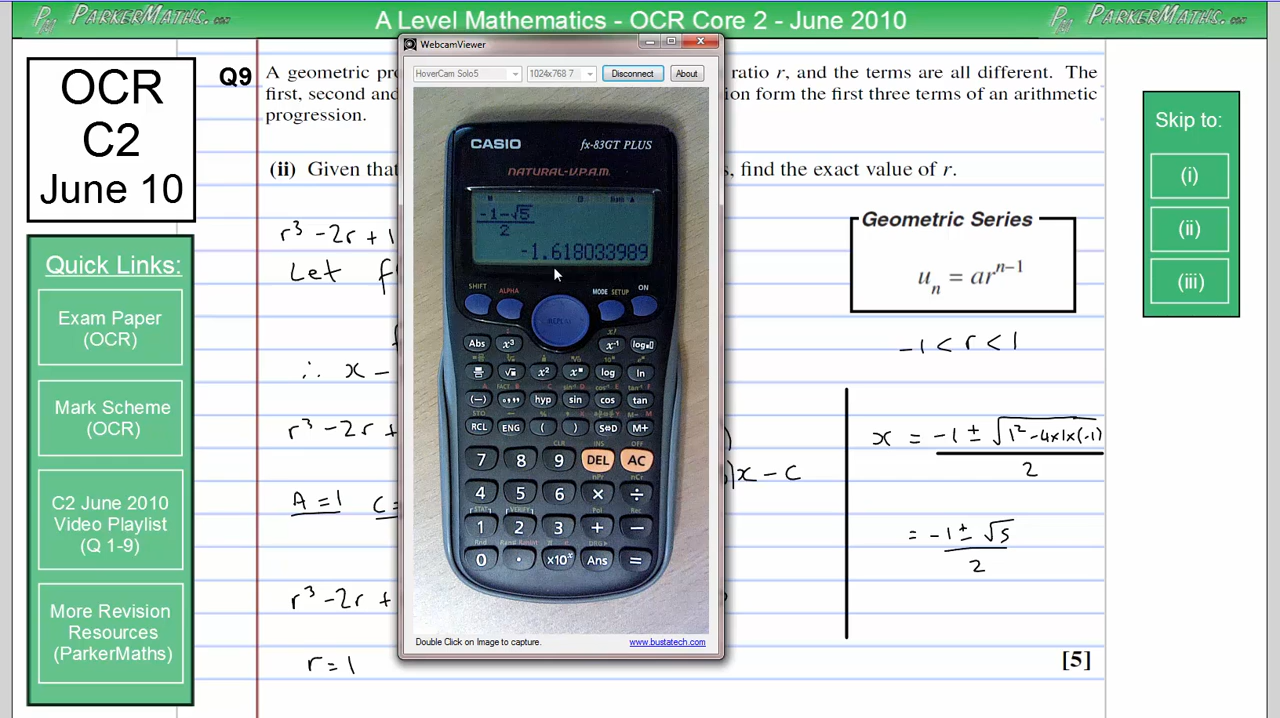 PARKERMATHS.COM
A Level Mathematics - OCR Core 2 - June 2010
PARKERMATHS.COM
OCR
C2
June 10
Quick Links:
Exam Paper
(OCR)
Mark Scheme
(OCR)
C2 June 2010
Video Playlist
(Q 1-9)
More Revision
Resources
(ParkerMaths)
Q9
A geometric pr ratio r, and the terms are all different. The
first, second and ion form the first three terms of an arithmetic
progression.
(ii) Given that s, find the exact value of r.
r³ -2r + 1
Let f
∴ x -
r³ -2r +
)x - c
A = 1 C =
r³ -2r +
r = 1
WebcamViewer
HoverCam Solo5
1024x768 7
Disconnect
About
CASIO
fx-83GT PLUS
NATURAL-V.P.A.M.
-1-√5
2
-1.618033989
SHIFT ALPHA MODE SETUP ON
REPLAY
Abs x³ x⁻¹ log
√ x² log ln
(−) hyp sin cos tan
RCL ENG ( ) S⇔D M+
7 8 9 DEL AC
4 5 6 × ÷
1 2 3 + −
0 · ×10ˣ Ans =
Double Click on Image to capture.
www.bustatech.com
Geometric Series
uₙ = arⁿ⁻¹
-1 < r < 1
x = -1 ± √1² -4x1x(-1)
2
= -1 ± √5
2
[5]
Skip to:
(i)
(ii)
(iii)